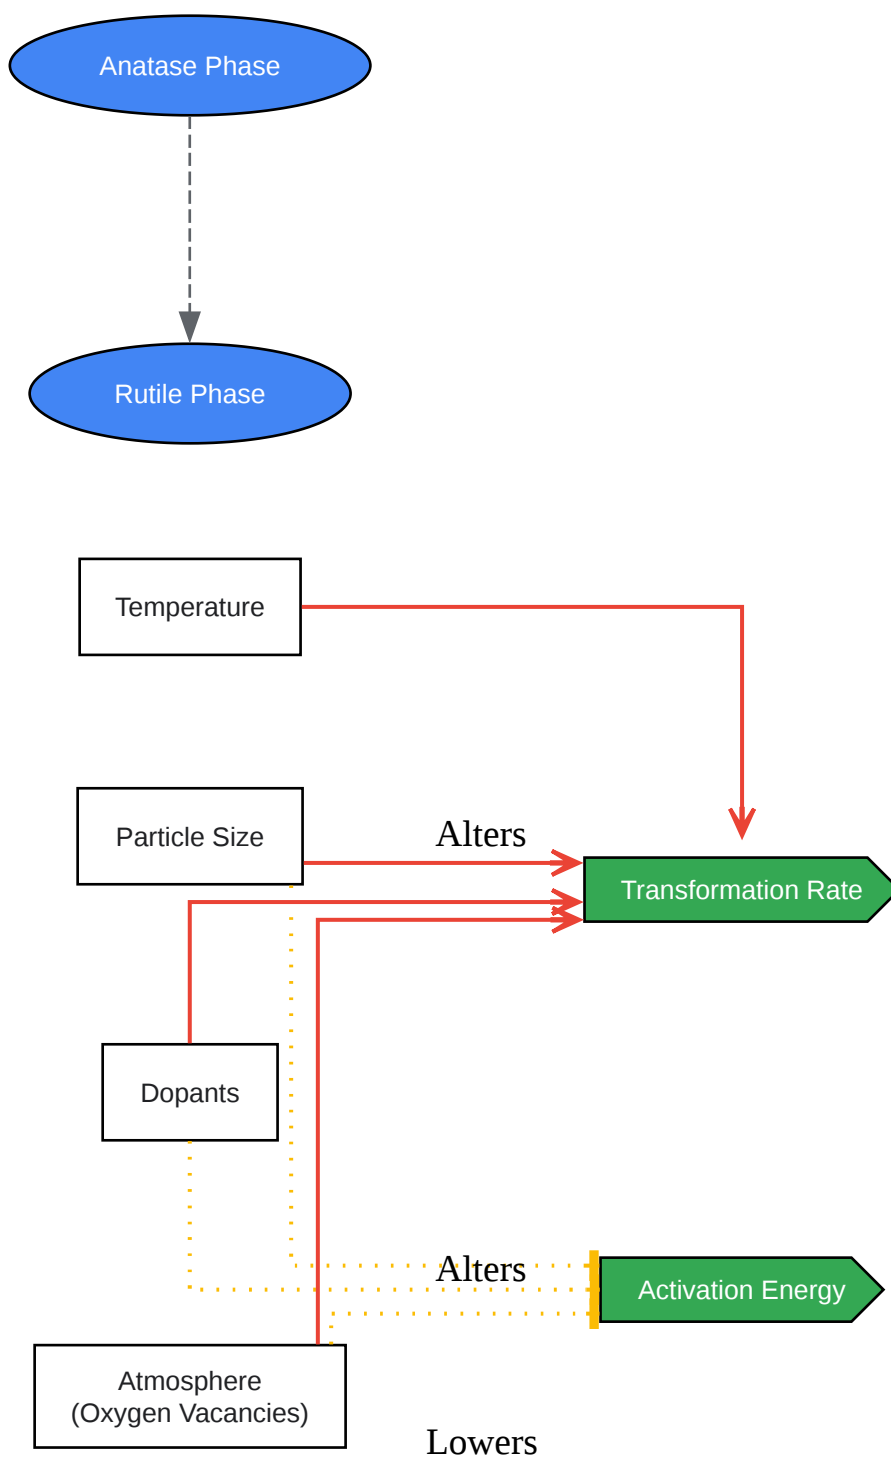 Anatase Phase
Rutile Phase
Temperature
Particle Size
Alters
Transformation Rate
Dopants
Alters
Activation Energy
Atmosphere
(Oxygen Vacancies)
Lowers